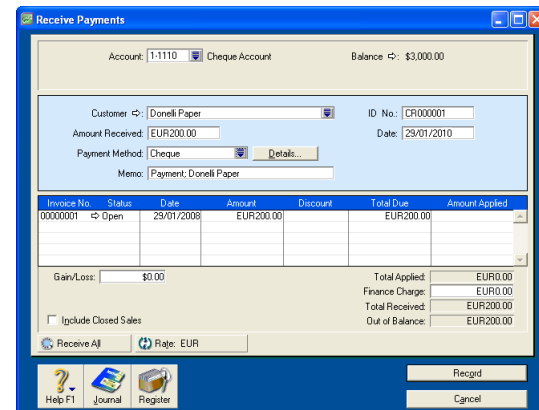 Receive Payments
Account: 1-1110 Cheque Account Balance ⇨: $3,000.00
Customer ⇨: Donelli Paper ID No.: CR000001
Amount Received: EUR200.00 Date: 29/01/2010
Payment Method: Cheque Details...
Memo: Payment; Donelli Paper
Invoice No. Status Date Amount Discount Total Due Amount Applied
00000001 ⇨ Open 29/01/2008 EUR200.00 EUR200.00
Gain/Loss: $0.00 Total Applied: EUR0.00
Finance Charge: EUR0.00
Total Received: EUR200.00
Include Closed Sales Out of Balance: EUR200.00
Receive All Rate: EUR
Help F1 Journal Register Record
Cancel